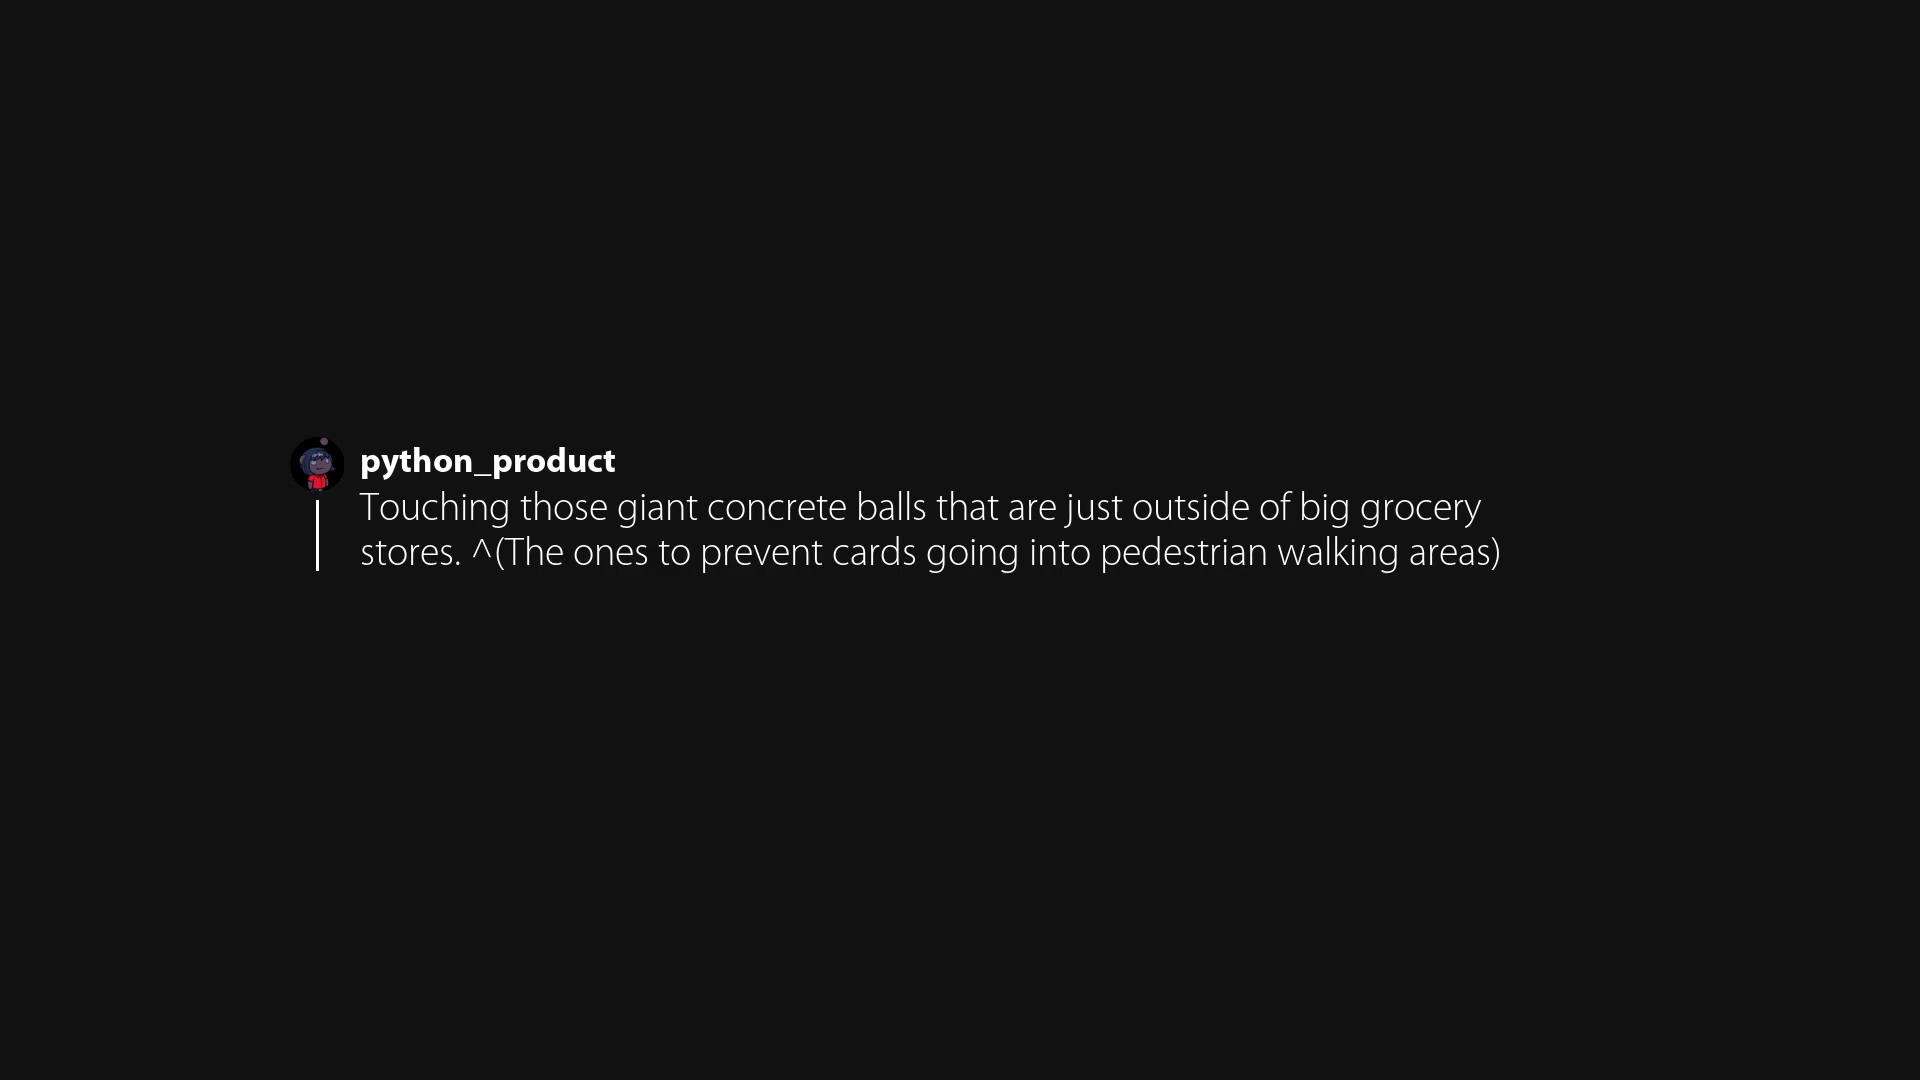 python_product
Touching those giant concrete balls that are just outside of big grocery
stores. ^(The ones to prevent cards going into pedestrian walking areas)